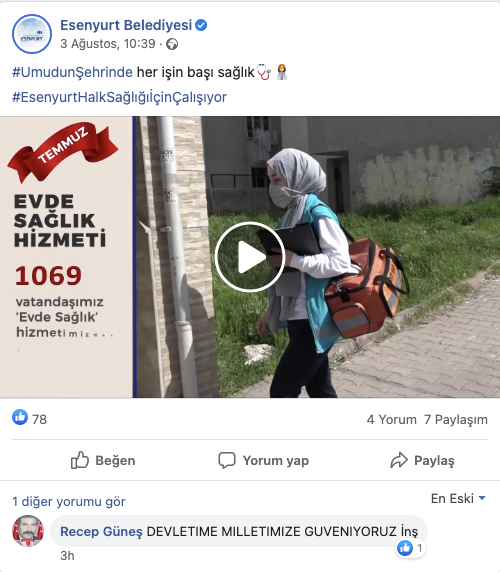 Esenyurt Belediyesi
3 Ağustos, 10:39 ·
#UmudunŞehrinde her işin başı sağlık
#EsenyurtHalkSağlığıİçinÇalışıyor
TEMMUZ
EVDE
SAĞLIK
HİZMETİ
1069
vatandaşımız
'Evde Sağlık'
hizmetimizd..
78
4 Yorum 7 Paylaşım
Beğen
Yorum yap
Paylaş
1 diğer yorumu gör
En Eski
Recep Güneş DEVLETIME MILLETIMIZE GUVENIYORUZ İnş
1
3h